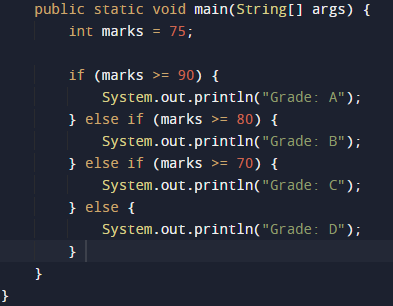 public static void main(String[] args) {
int marks = 75;
if (marks >= 90) {
System.out.println("Grade: A");
} else if (marks >= 80) {
System.out.println("Grade: B");
} else if (marks >= 70) {
System.out.println("Grade: C");
} else {
System.out.println("Grade: D");
}
}
}